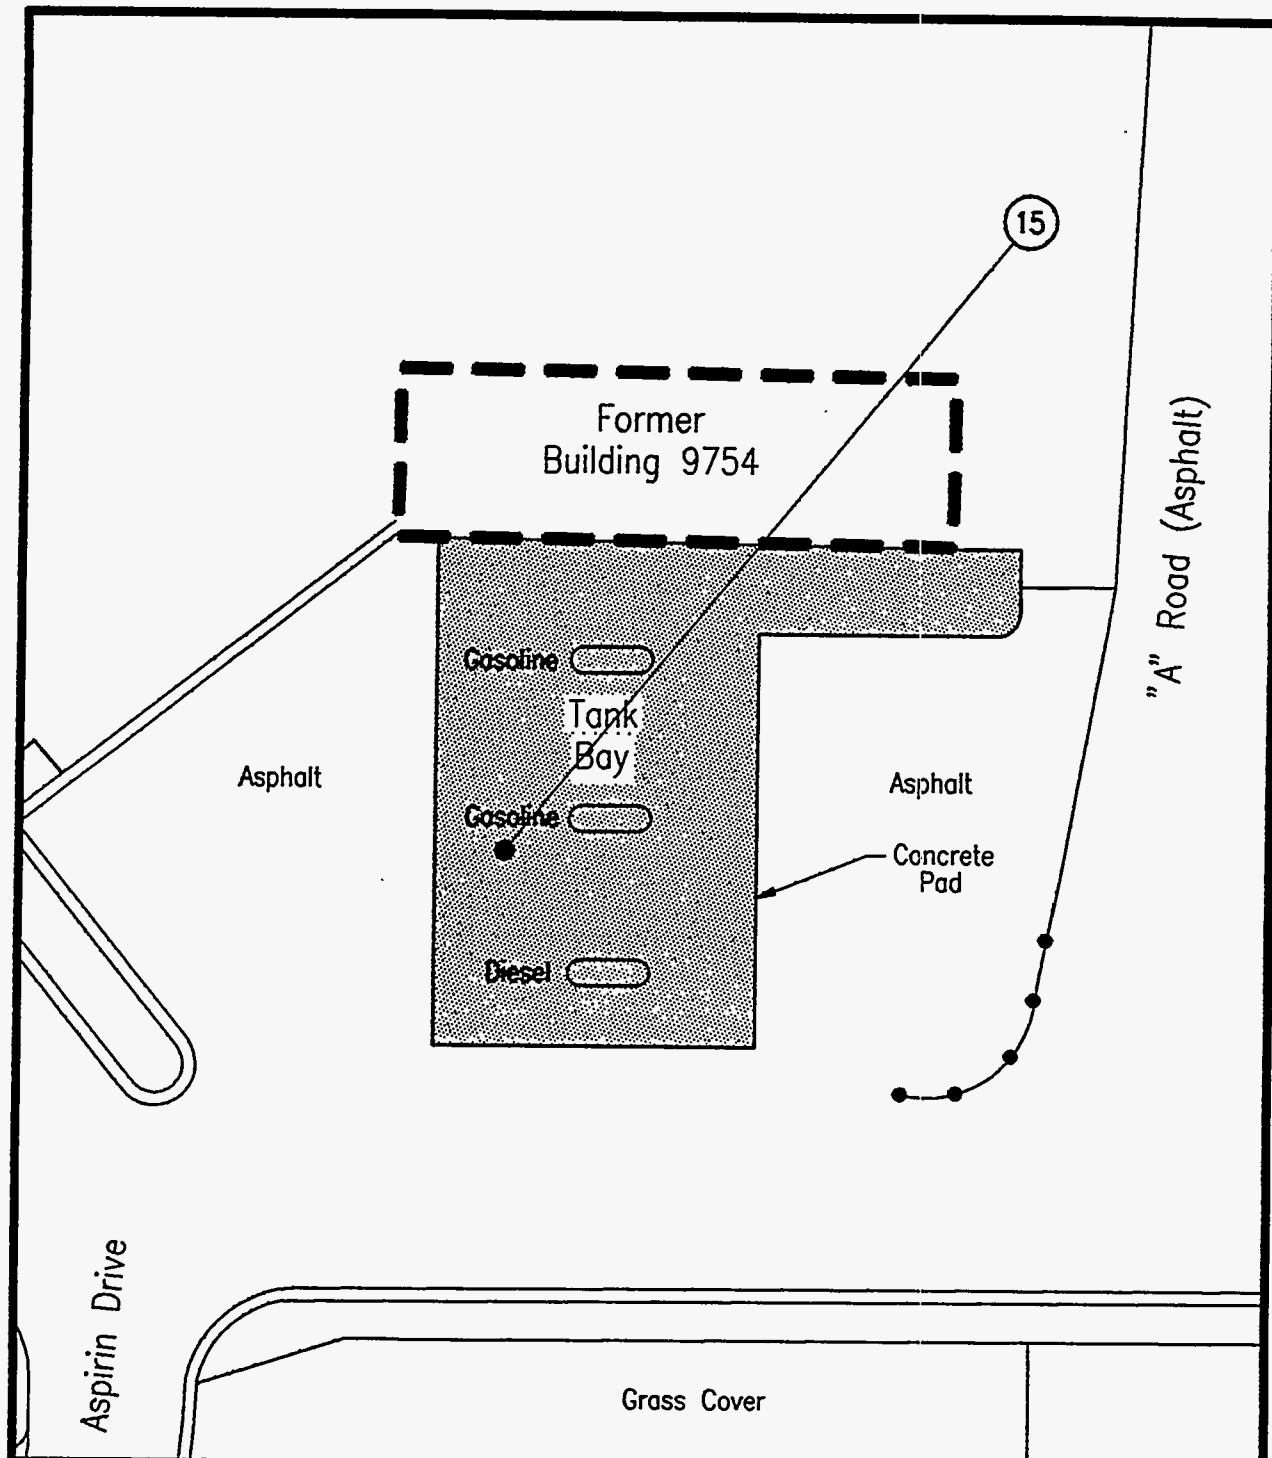 15
Former
Building 9754
"A" Road (Asphalt)
Gasoline
Tank
Bay
Asphalt
Asphalt
Gasoline
Concrete
Pad
Diesel
Aspirin Drive
Grass Cover